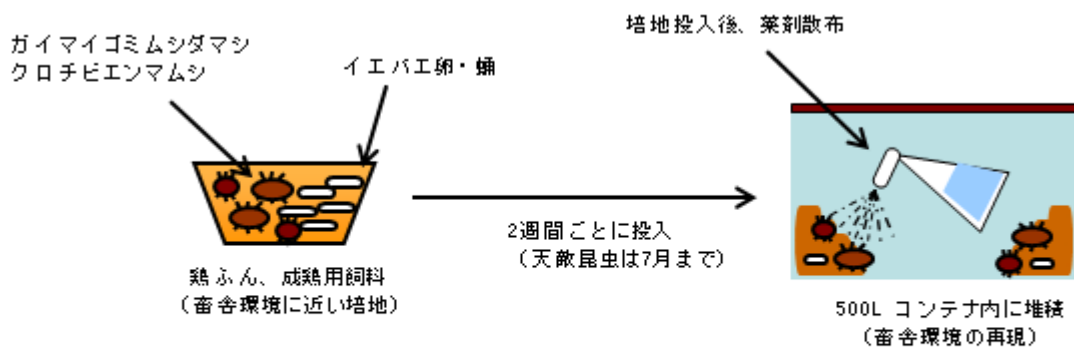 ガイマイゴミムシダマシ
クロチビエンマムシ
イエバエ卵・蛹
培地投入後、薬剤散布
2週間ごとに投入
（天敵昆虫は7月まで）
鶏ふん、成鶏用飼料
（畜舎環境に近い培地）
500L コンテナ内に堆積
（畜舎環境の再現）